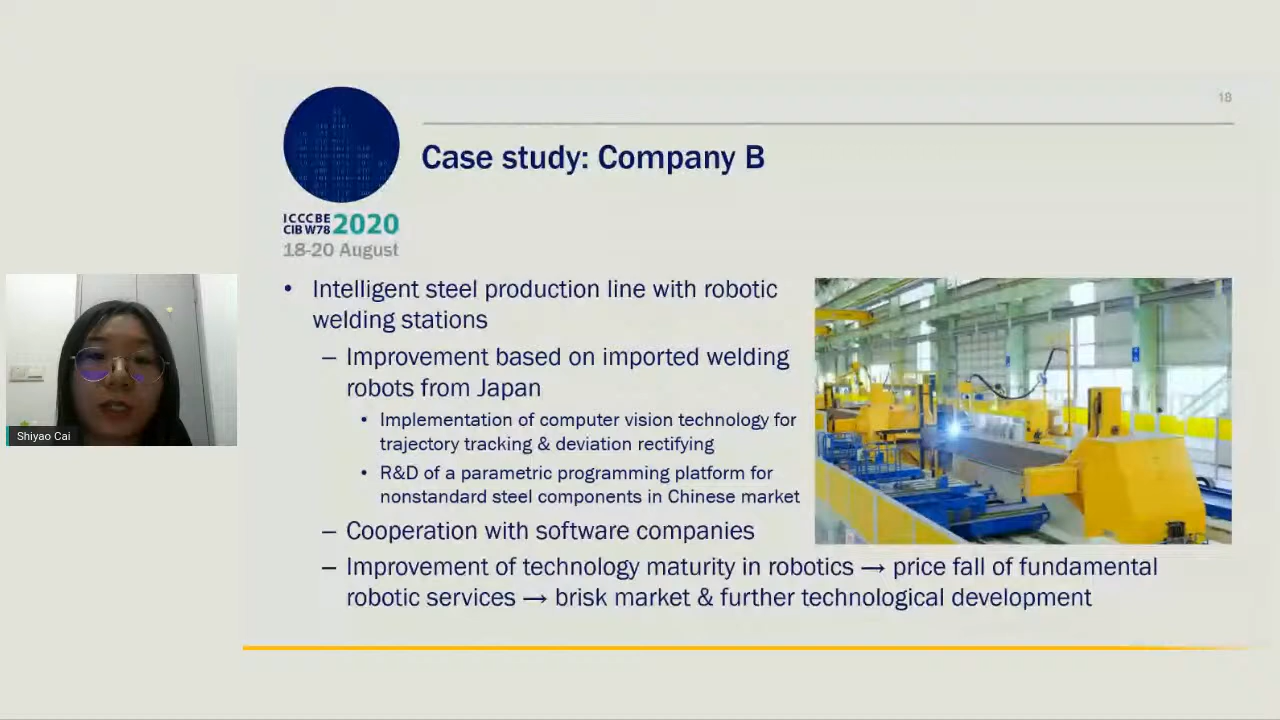 18
Case study: Company B
ICCCBE
CIB W78 2020
18-20 August
• Intelligent steel production line with robotic
welding stations
– Improvement based on imported welding
robots from Japan
• Implementation of computer vision technology for
trajectory tracking & deviation rectifying
• R&D of a parametric programming platform for
nonstandard steel components in Chinese market
– Cooperation with software companies
– Improvement of technology maturity in robotics → price fall of fundamental
robotic services → brisk market & further technological development
Shiyao Cai